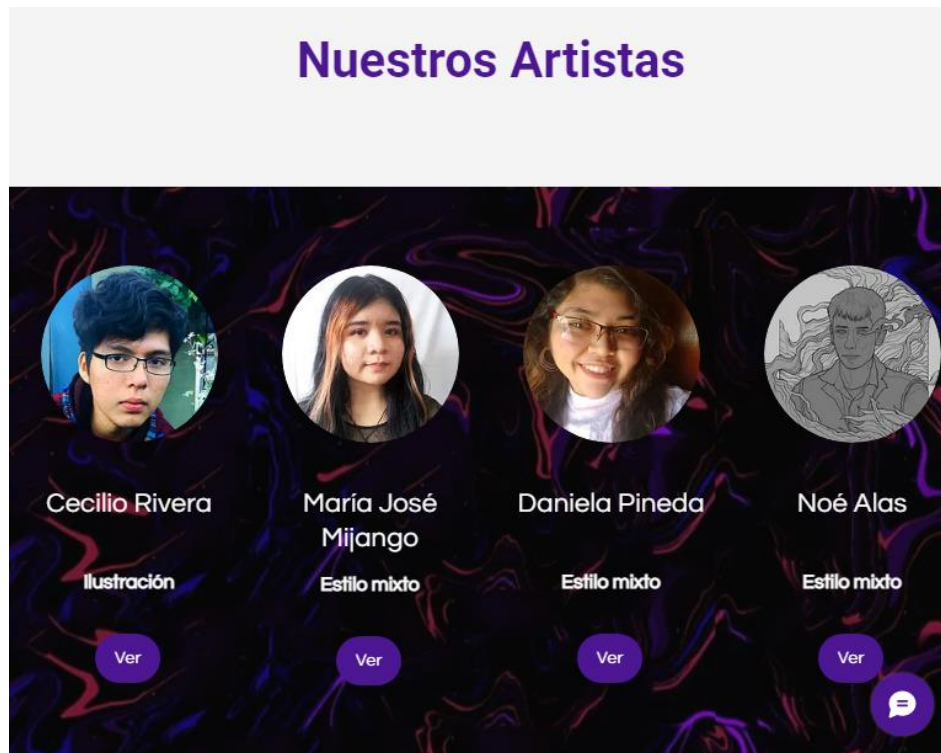 Nuestros Artistas
Cecilio Rivera
María José
Mijango
Daniela Pineda
Noé Alas
Ilustración
Estilo mixto
Estilo mixto
Estilo mixto
Ver
Ver
Ver
Ver